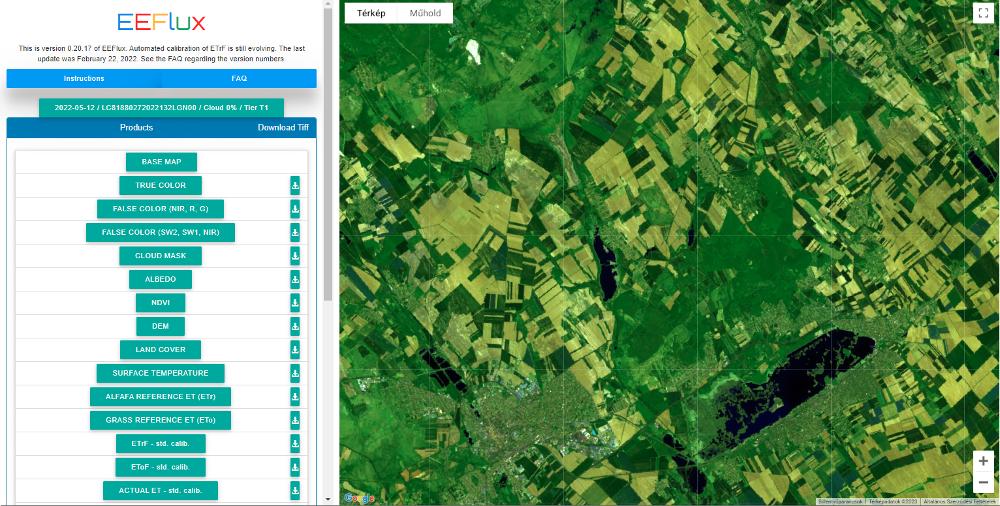 EEFlux
This is version 0.20.17 of EEFlux. Automated calibration of ETrF is still evolving. The last
update was February 22, 2022. See the FAQ regarding the version numbers.
Instructions
FAQ
2022-05-12 / LC81880272022132LGN00 / Cloud 0% / Tier T1
Products
Download Tiff
BASE MAP
TRUE COLOR
FALSE COLOR (NIR, R, G)
FALSE COLOR (SW2, SW1, NIR)
CLOUD MASK
ALBEDO
NDVI
DEM
LAND COVER
SURFACE TEMPERATURE
ALFAFA REFERENCE ET (ETr)
GRASS REFERENCE ET (ETo)
ETrF - std. calib.
EToF - std. calib.
ACTUAL ET - std. calib.
Térkép
Műhold
Google
Billentyűparancsok
Térképadatok ©2023
Általános Szerződési Feltételek